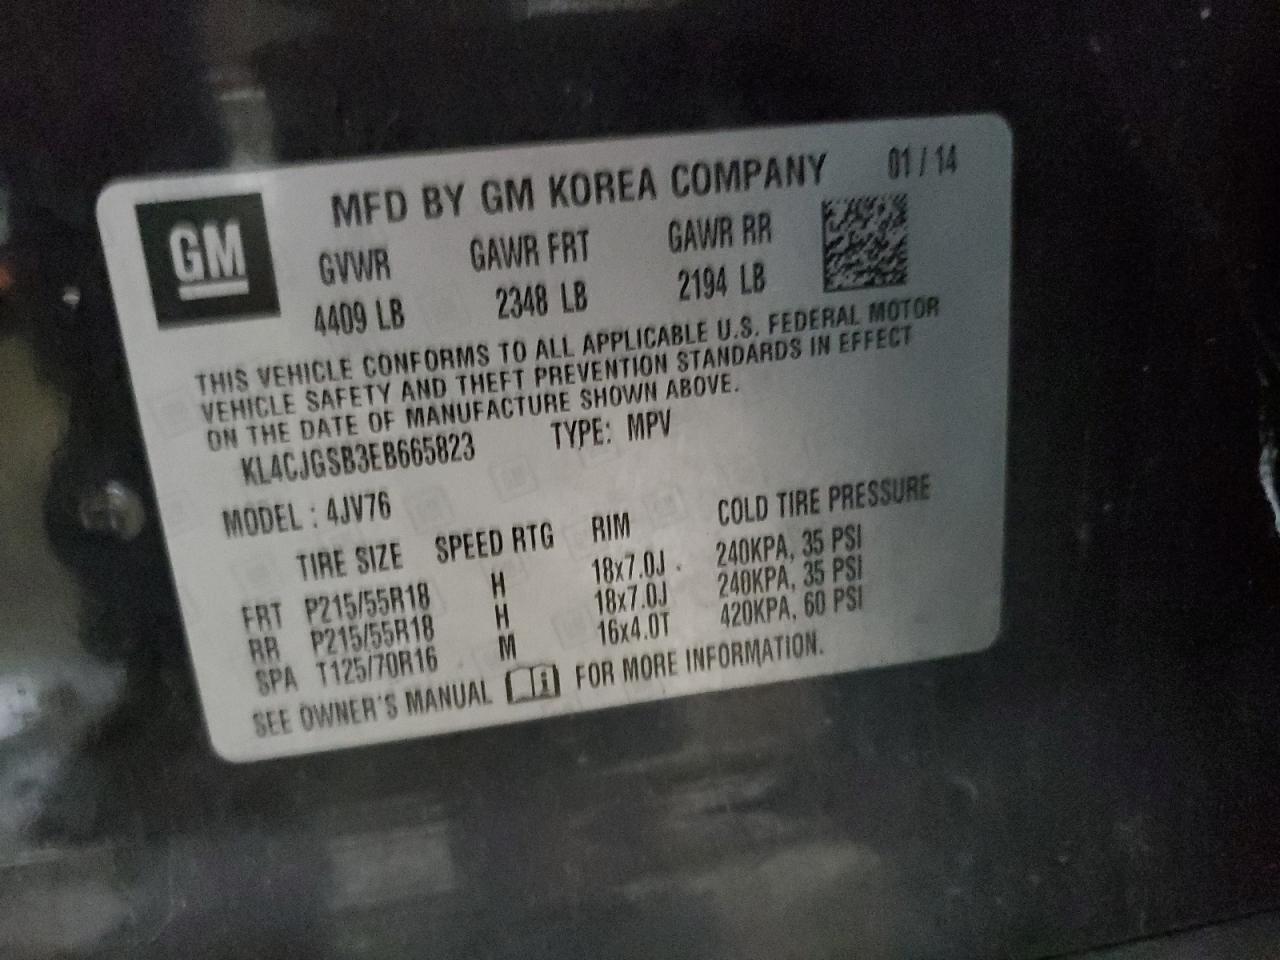 GM
MFD BY GM KOREA COMPANY 01 / 14
GVWR GAWR FRT GAWR RR
4409 LB 2348 LB 2194 LB
THIS VEHICLE CONFORMS TO ALL APPLICABLE U.S. FEDERAL MOTOR
VEHICLE SAFETY AND THEFT PREVENTION STANDARDS IN EFFECT
ON THE DATE OF MANUFACTURE SHOWN ABOVE.
KL4CJGSB3EB665823 TYPE: MPV
MODEL : 4JV76
TIRE SIZE SPEED RTG RIM COLD TIRE PRESSURE
FRT P215/55R18 H 18x7.0J 240KPA, 35 PSI
RR P215/55R18 H 18x7.0J 240KPA, 35 PSI
SPA T125/70R16 M 16x4.0T 420KPA, 60 PSI
SEE OWNER'S MANUAL i FOR MORE INFORMATION.